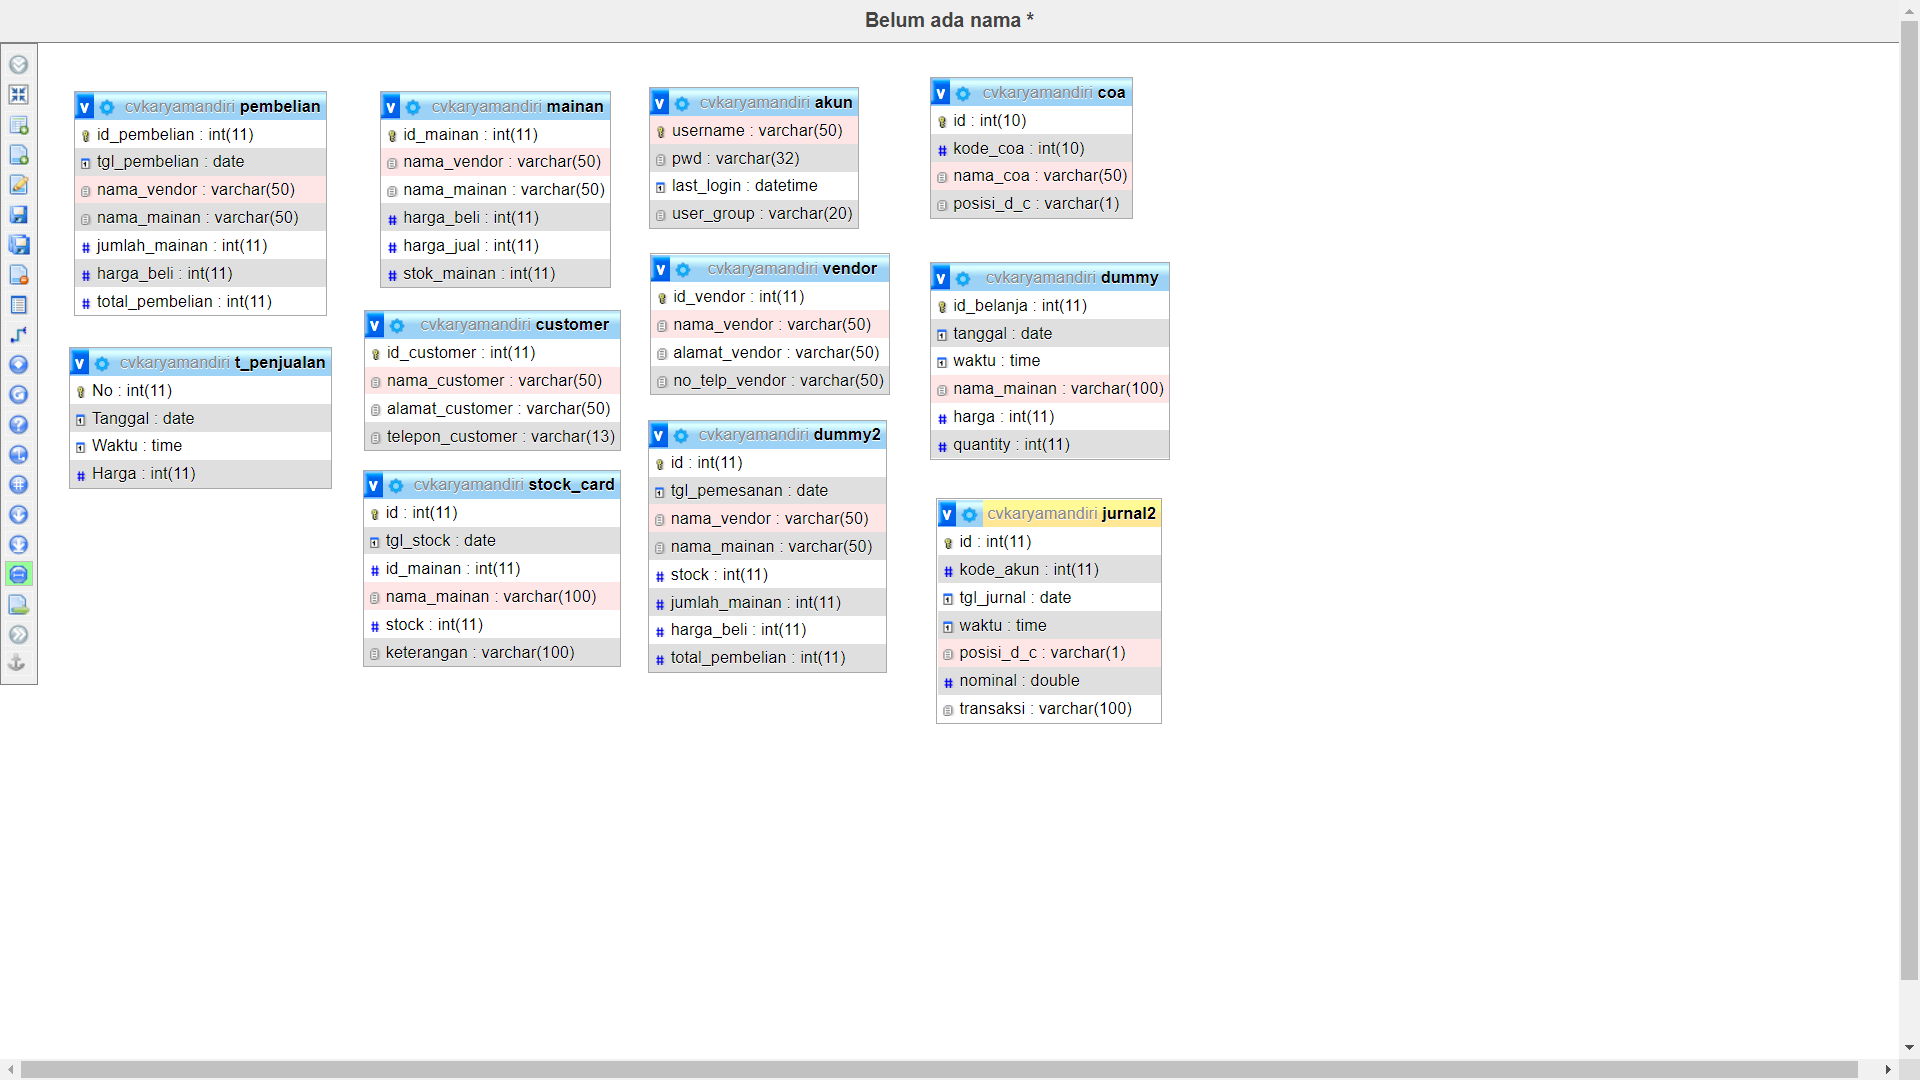 Belum ada nama *
v cvkaryamandiri pembelian
id_pembelian : int(11)
tgl_pembelian : date
nama_vendor : varchar(50)
nama_mainan : varchar(50)
# jumlah_mainan : int(11)
# harga_beli : int(11)
# total_pembelian : int(11)
v cvkaryamandiri t_penjualan
No : int(11)
Tanggal : date
Waktu : time
# Harga : int(11)
v cvkaryamandiri mainan
id_mainan : int(11)
nama_vendor : varchar(50)
nama_mainan : varchar(50)
# harga_beli : int(11)
# harga_jual : int(11)
# stok_mainan : int(11)
v cvkaryamandiri customer
id_customer : int(11)
nama_customer : varchar(50)
alamat_customer : varchar(50)
telepon_customer : varchar(13)
v cvkaryamandiri stock_card
id : int(11)
tgl_stock : date
# id_mainan : int(11)
nama_mainan : varchar(100)
# stock : int(11)
keterangan : varchar(100)
v cvkaryamandiri akun
username : varchar(50)
pwd : varchar(32)
last_login : datetime
user_group : varchar(20)
v cvkaryamandiri vendor
id_vendor : int(11)
nama_vendor : varchar(50)
alamat_vendor : varchar(50)
no_telp_vendor : varchar(50)
v cvkaryamandiri dummy2
id : int(11)
tgl_pemesanan : date
nama_vendor : varchar(50)
nama_mainan : varchar(50)
# stock : int(11)
# jumlah_mainan : int(11)
# harga_beli : int(11)
# total_pembelian : int(11)
v cvkaryamandiri coa
id : int(10)
# kode_coa : int(10)
nama_coa : varchar(50)
posisi_d_c : varchar(1)
v cvkaryamandiri dummy
id_belanja : int(11)
tanggal : date
waktu : time
nama_mainan : varchar(100)
# harga : int(11)
# quantity : int(11)
v cvkaryamandiri jurnal2
id : int(11)
# kode_akun : int(11)
tgl_jurnal : date
waktu : time
posisi_d_c : varchar(1)
# nominal : double
transaksi : varchar(100)